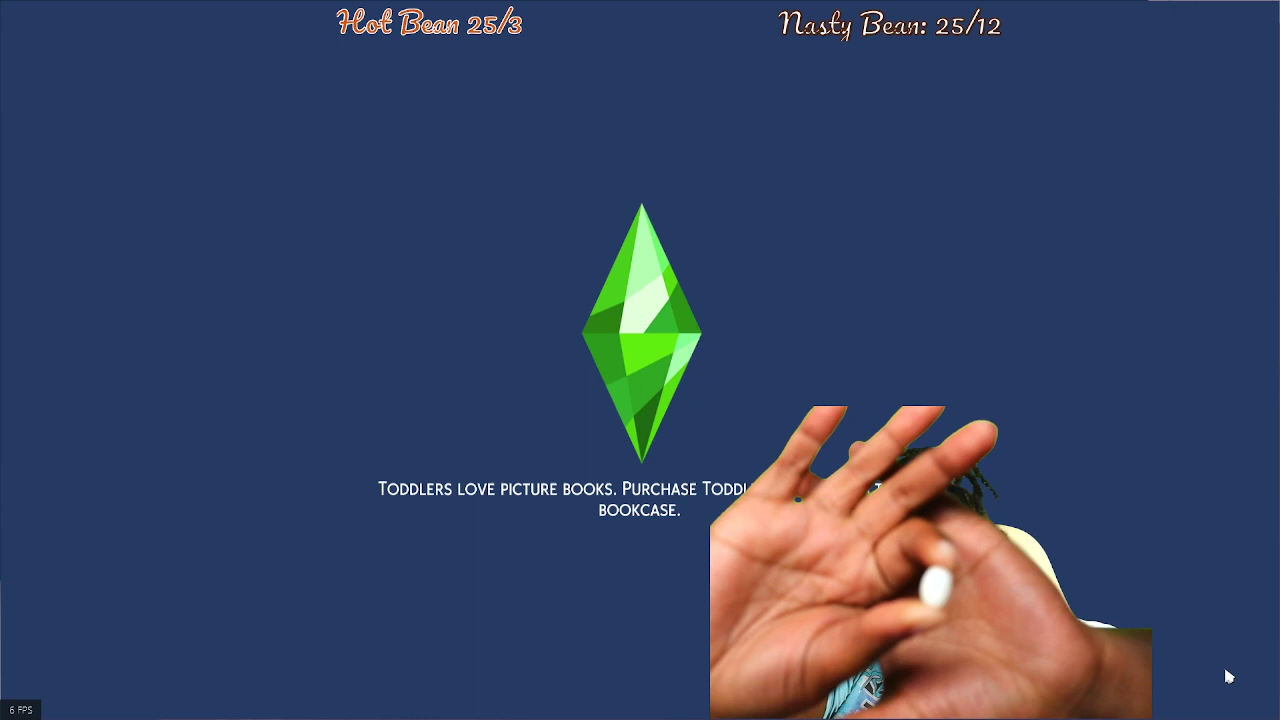 Hot Bean 25/3
Nasty Bean: 25/12
Toddlers love picture books. Purchase
bookcase.
6 FPS